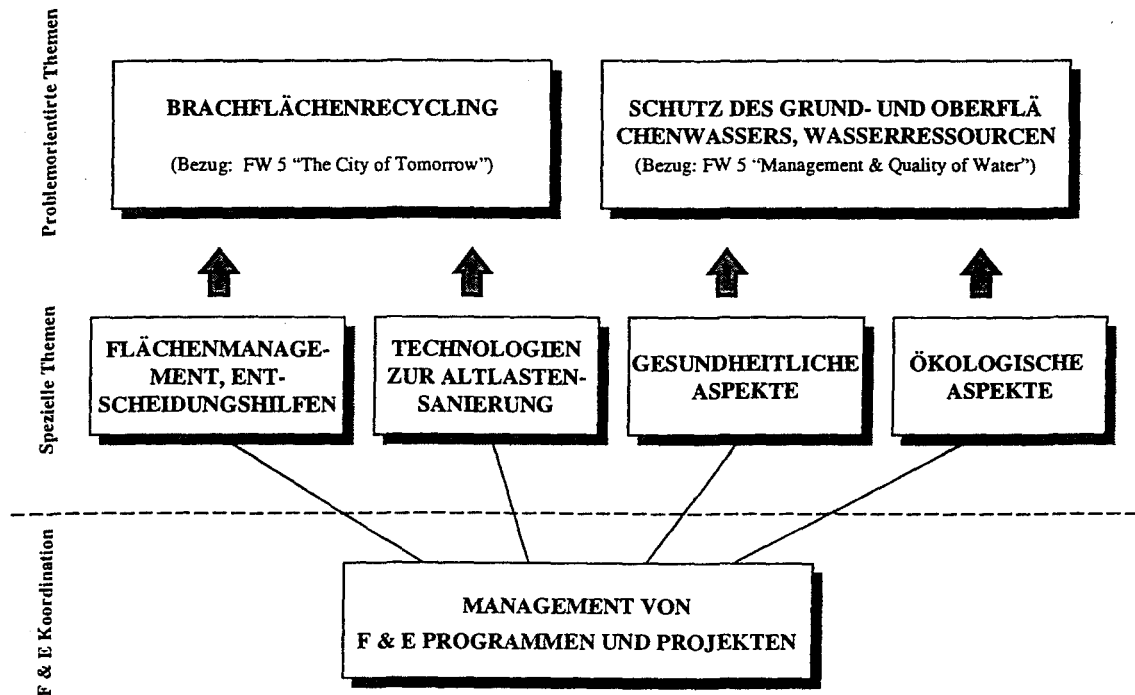 Problemorientirte Themen
BRACHFLÄCHENRECYCLING
(Bezug: FW 5 “The City of Tomorrow”)
SCHUTZ DES GRUND- UND OBERFLÄ
CHENWASSERS, WASSERRESSOURCEN
(Bezug: FW 5 “Management & Quality of Water”)
Spezielle Themen
FLÄCHENMANAGE-
MENT, ENT-
SCHEIDUNGSHILFEN
TECHNOLOGIEN
ZUR ALTLASTEN-
SANIERUNG
GESUNDHEITLICHE
ASPEKTE
ÖKOLOGISCHE
ASPEKTE
F & E Koordination
MANAGEMENT VON
F & E PROGRAMMEN UND PROJEKTEN